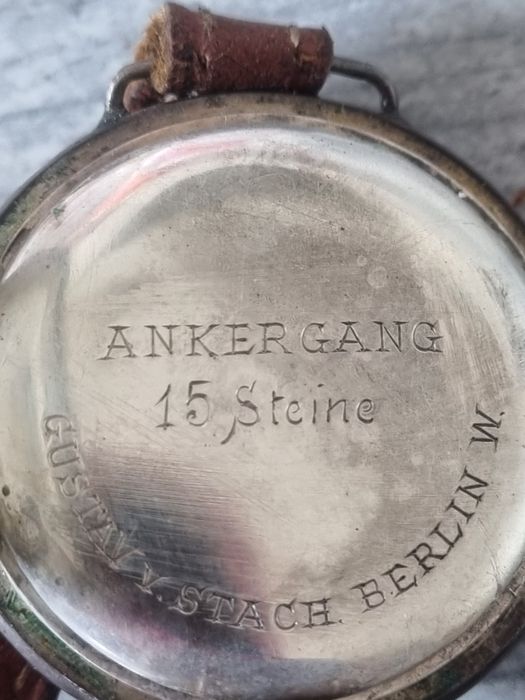 ANKERGANG
15 Steine
GUSTAV v. STACH. BERLIN W.